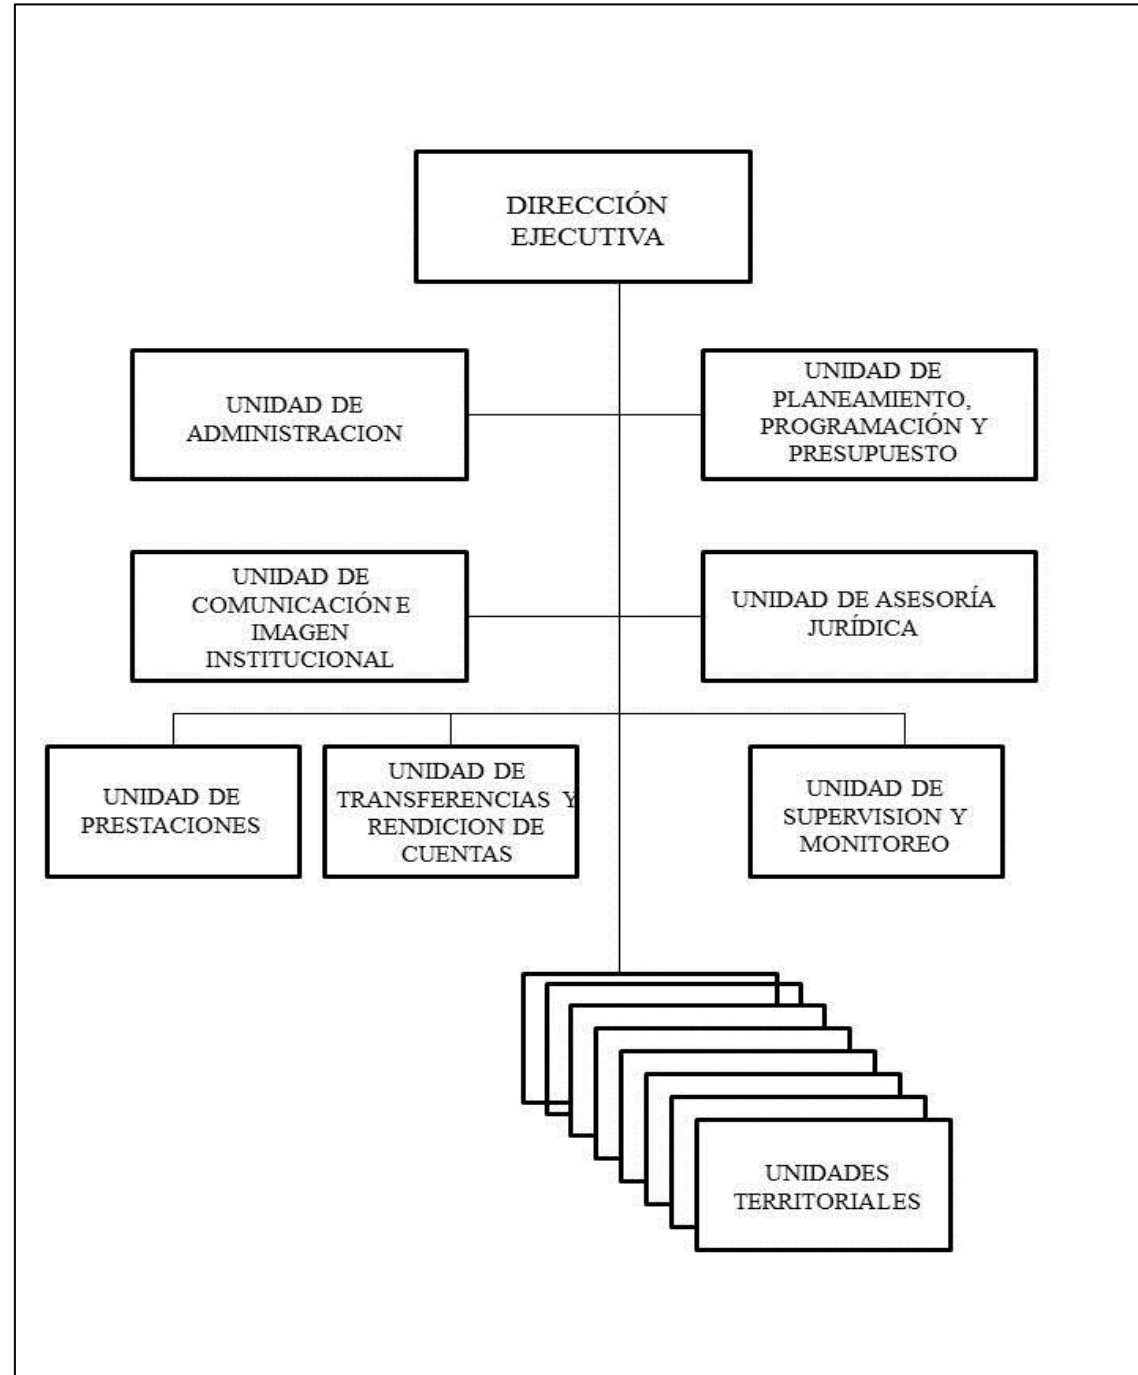 DIRECCIÓN
EJECUTIVA
UNIDAD DE
ADMINISTRACION
UNIDAD DE
PLANEAMIENTO,
PROGRAMACIÓN Y
PRESUPUESTO
UNIDAD DE
COMUNICACIÓN E
IMAGEN
INSTITUCIONAL
UNIDAD DE ASESORÍA
JURÍDICA
UNIDAD DE
PRESTACIONES
UNIDAD DE
TRANSFERENCIAS Y
RENDICION DE
CUENTAS
UNIDAD DE
SUPERVISION Y
MONITOREO
UNIDADES
TERRITORIALES